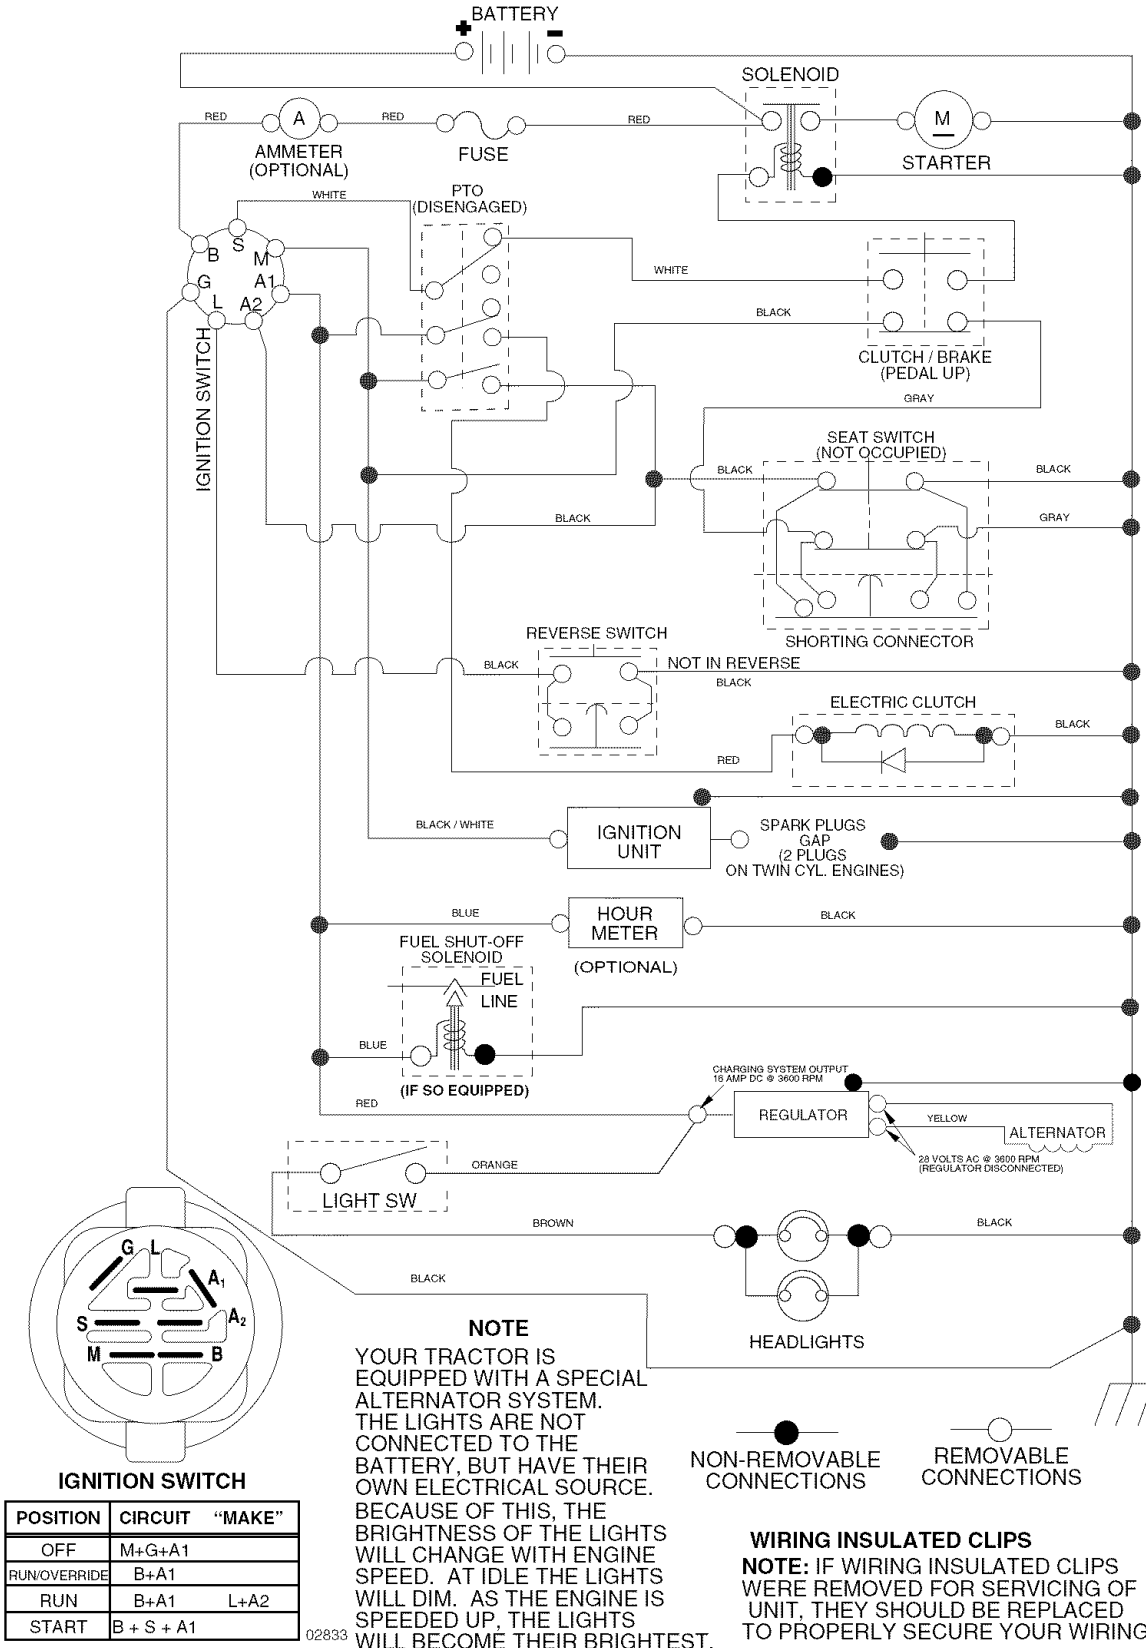 BATTERY
+ -
SOLENOID
RED
A
RED
RED
M
AMMETER
(OPTIONAL)
FUSE
STARTER
PTO
(DISENGAGED)
WHITE
S
B
M
G
A1
L
A2
IGNITION SWITCH
WHITE
BLACK
CLUTCH / BRAKE
(PEDAL UP)
GRAY
SEAT SWITCH
(NOT OCCUPIED)
BLACK
BLACK
BLACK
GRAY
SHORTING CONNECTOR
REVERSE SWITCH
BLACK
NOT IN REVERSE
BLACK
ELECTRIC CLUTCH
BLACK
RED
BLACK / WHITE
IGNITION
UNIT
SPARK PLUGS
GAP
(2 PLUGS
ON TWIN CYL. ENGINES)
BLUE
HOUR
METER
BLACK
(OPTIONAL)
FUEL SHUT-OFF
SOLENOID
FUEL
LINE
BLUE
(IF SO EQUIPPED)
CHARGING SYSTEM OUTPUT
16 AMP DC @ 3600 RPM
RED
REGULATOR
YELLOW
ALTERNATOR
28 VOLTS AC @ 3600 RPM
(REGULATOR DISCONNECTED)
ORANGE
LIGHT SW
BROWN
BLACK
BLACK
HEADLIGHTS
G L
A1
A2
S
M
B
IGNITION SWITCH
POSITION CIRCUIT "MAKE"
OFF M+G+A1
RUN/OVERRIDE B+A1
RUN B+A1 L+A2
START B + S + A1
02833
NOTE
YOUR TRACTOR IS
EQUIPPED WITH A SPECIAL
ALTERNATOR SYSTEM.
THE LIGHTS ARE NOT
CONNECTED TO THE
BATTERY, BUT HAVE THEIR
OWN ELECTRICAL SOURCE.
BECAUSE OF THIS, THE
BRIGHTNESS OF THE LIGHTS
WILL CHANGE WITH ENGINE
SPEED. AT IDLE THE LIGHTS
WILL DIM. AS THE ENGINE IS
SPEEDED UP, THE LIGHTS
WILL BECOME THEIR BRIGHTEST.
NON-REMOVABLE
CONNECTIONS
REMOVABLE
CONNECTIONS
WIRING INSULATED CLIPS
NOTE: IF WIRING INSULATED CLIPS
WERE REMOVED FOR SERVICING OF
UNIT, THEY SHOULD BE REPLACED
TO PROPERLY SECURE YOUR WIRING